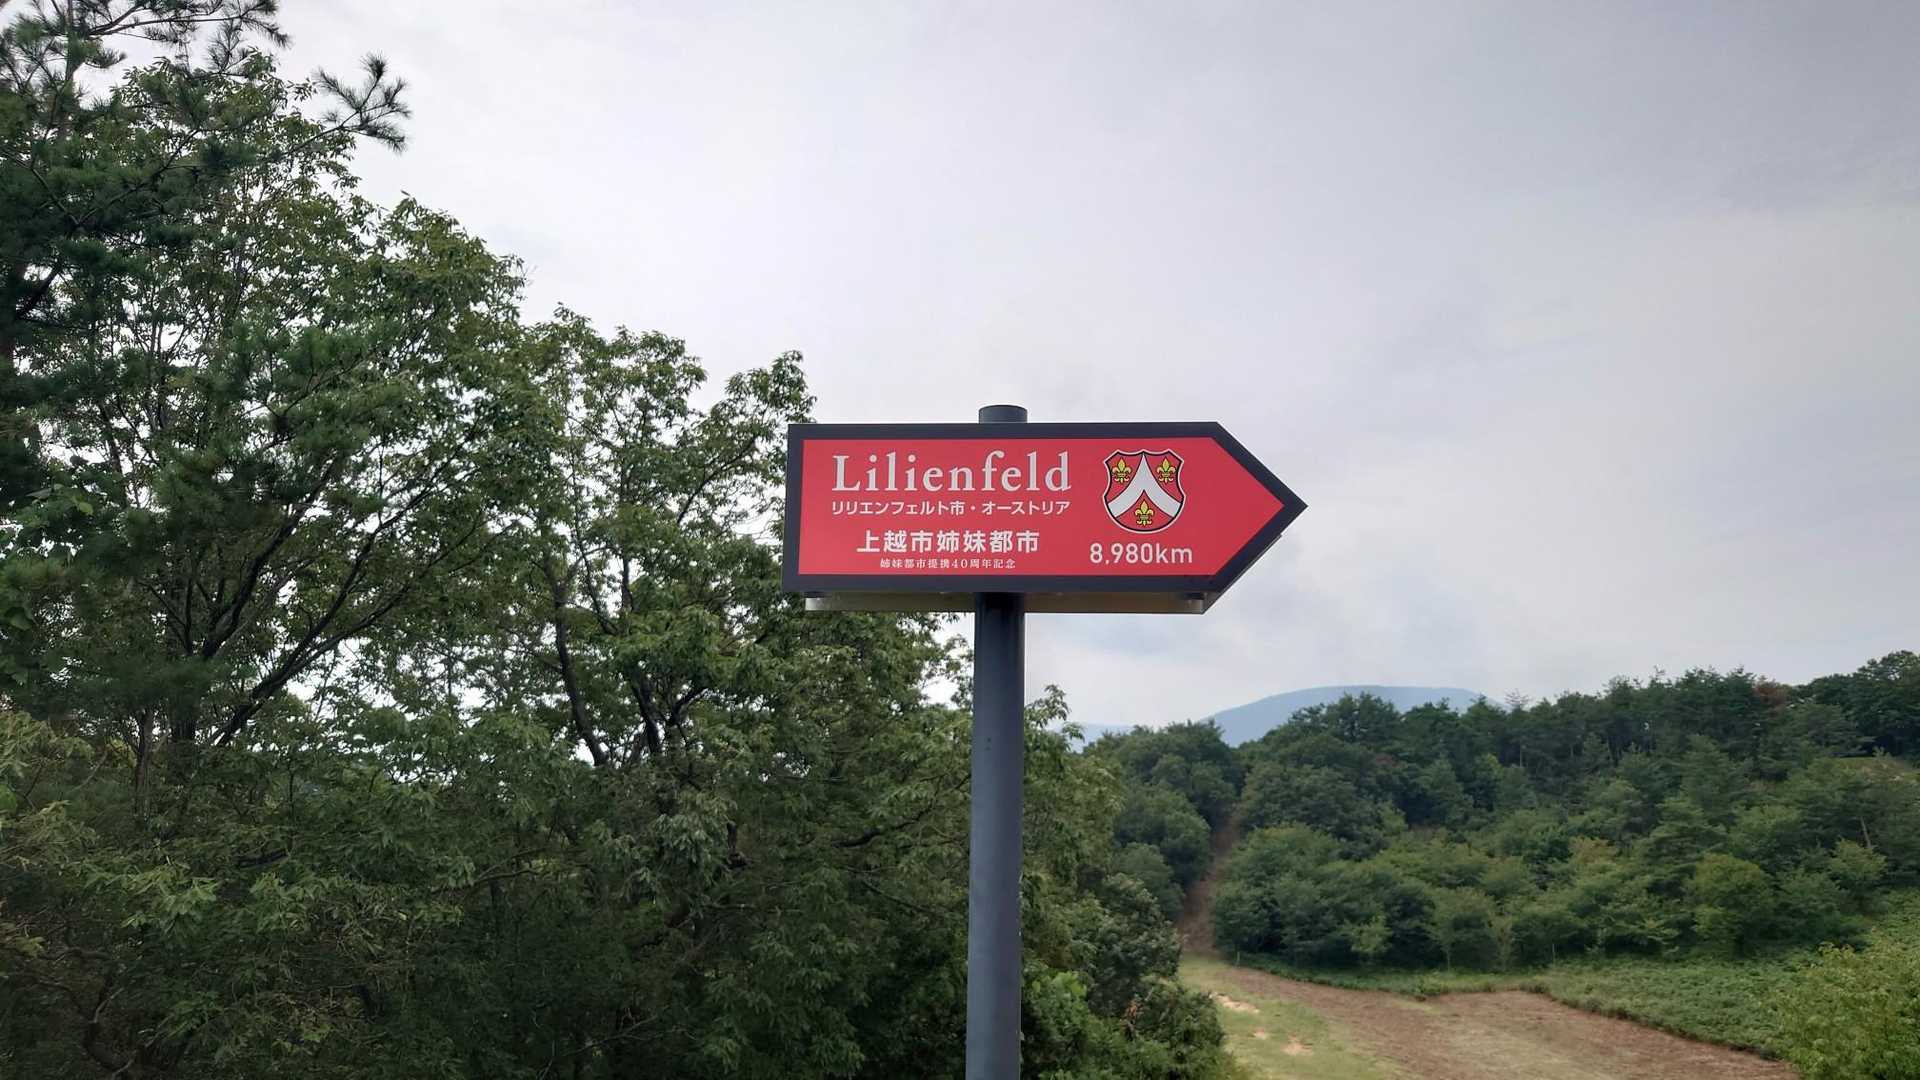 Lilienfeld
リリエンフェルト市・オーストリア
上越市姉妹都市
姉妹都市提携40周年記念
8,980km